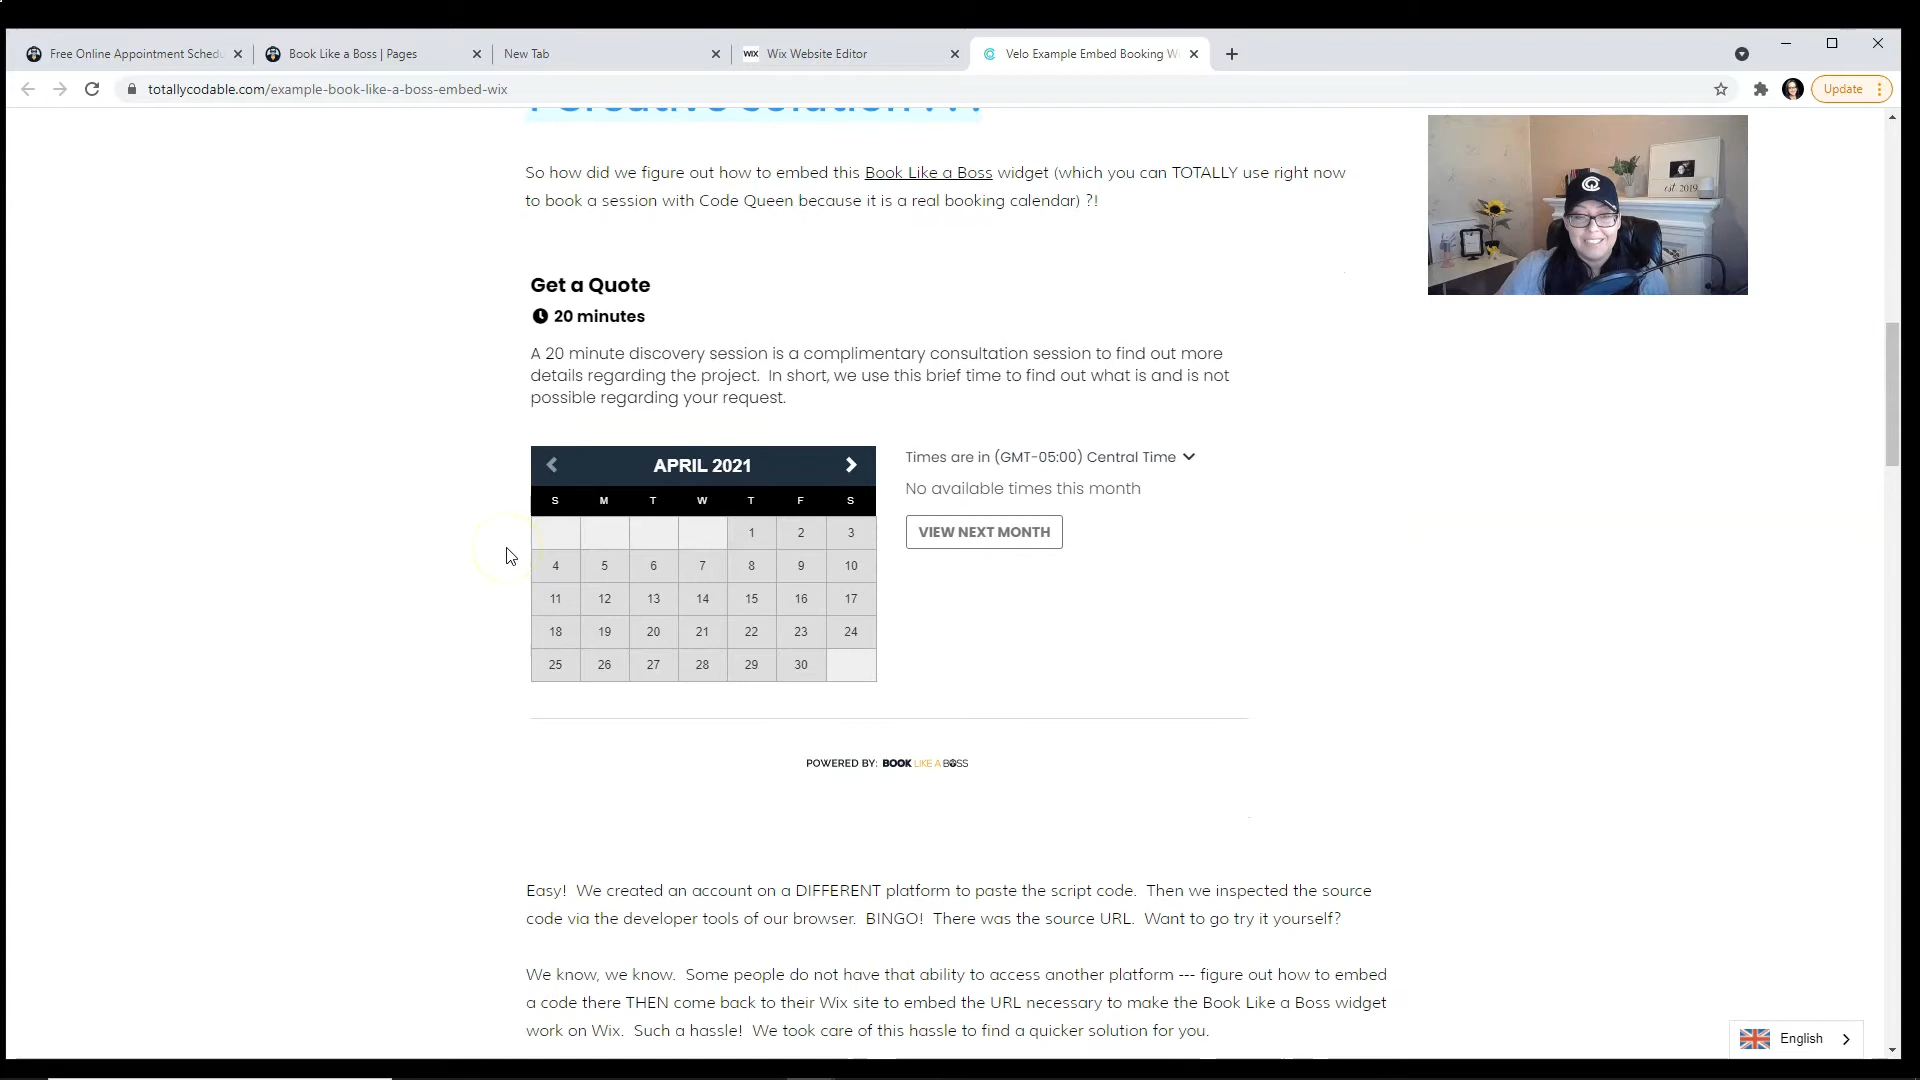 Free Online Appointment Schedu
Book Like a Boss | Pages
New Tab
WIX Wix Website Editor
Velo Example Embed Booking Wi
totallycodable.com/example-book-like-a-boss-embed-wix
Update
So how did we figure out how to embed this Book Like a Boss widget (which you can TOTALLY use right now
to book a session with Code Queen because it is a real booking calendar) ?!
est. 2019
Get a Quote
20 minutes
A 20 minute discovery session is a complimentary consultation session to find out more
details regarding the project. In short, we use this brief time to find out what is and is not
possible regarding your request.
APRIL 2021
S M T W T F S
1 2 3
4 5 6 7 8 9 10
11 12 13 14 15 16 17
18 19 20 21 22 23 24
25 26 27 28 29 30
Times are in (GMT-05:00) Central Time
No available times this month
VIEW NEXT MONTH
POWERED BY: BOOK LIKE A BOSS
Easy! We created an account on a DIFFERENT platform to paste the script code. Then we inspected the source
code via the developer tools of our browser. BINGO! There was the source URL. Want to go try it yourself?
We know, we know. Some people do not have that ability to access another platform --- figure out how to embed
a code there THEN come back to their Wix site to embed the URL necessary to make the Book Like a Boss widget
work on Wix. Such a hassle! We took care of this hassle to find a quicker solution for you.
English